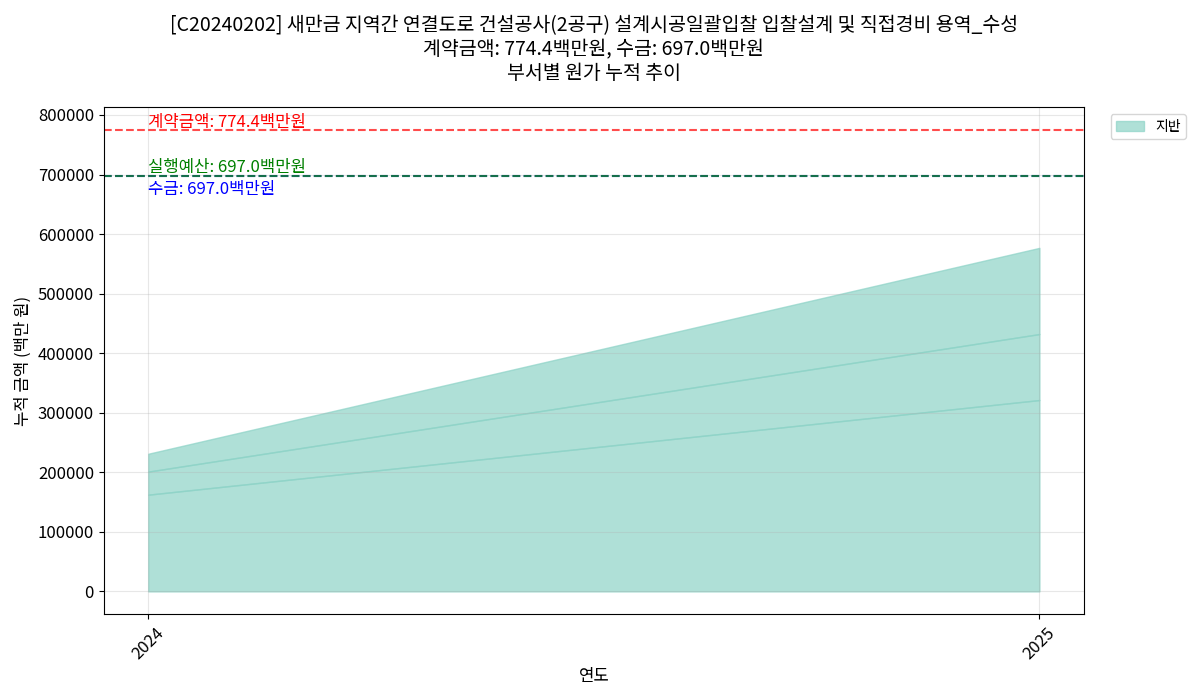 [C20240202] 새만금 지역간 연결도로 건설공사(2공구) 설계시공일괄입찰 입찰설계 및 직접경비 용역_수성
계약금액: 774.4백만원, 수금: 697.0백만원
부서별 원가 누적 추이
누적 금액 (백만 원)
800000
700000
600000
500000
400000
300000
200000
100000
0
계약금액: 774.4백만원
실행예산: 697.0백만원
수금: 697.0백만원
지반
2024
2025
연도